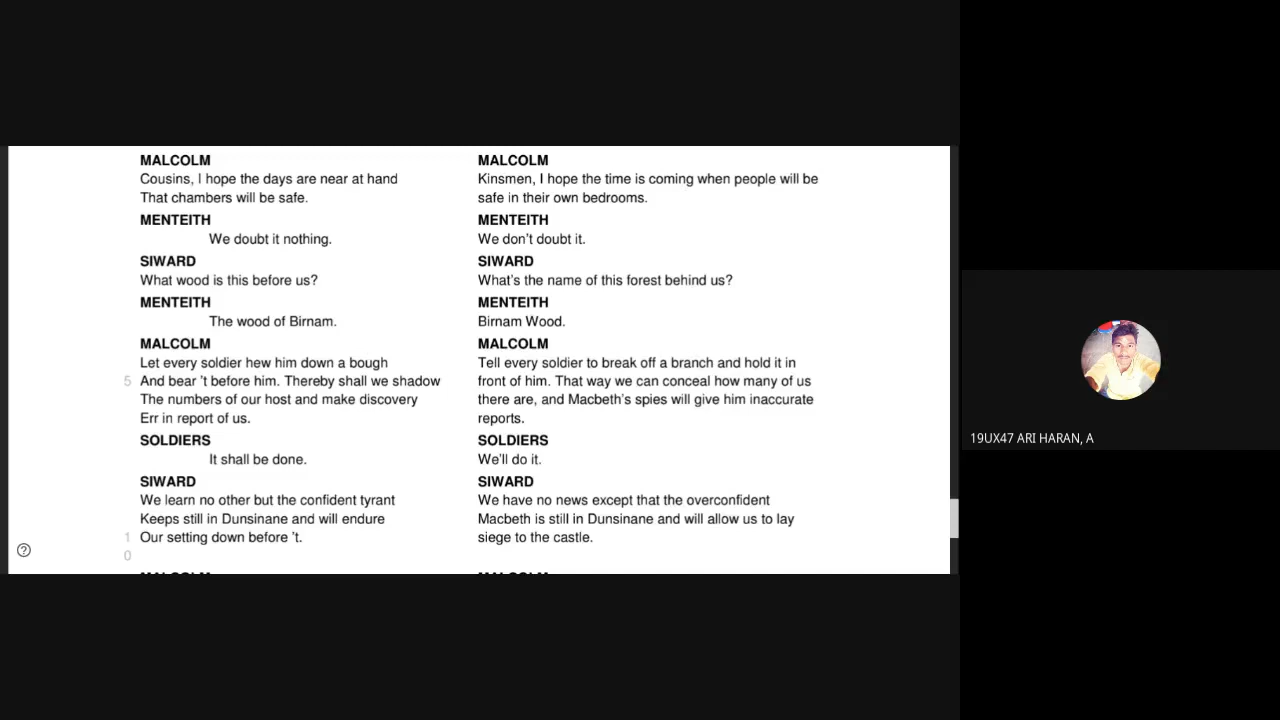 MALCOLM
Cousins, I hope the days are near at hand
That chambers will be safe.
MENTEITH
We doubt it nothing.
SIWARD
What wood is this before us?
MENTEITH
The wood of Birnam.
MALCOLM
Let every soldier hew him down a bough
5 And bear ’t before him. Thereby shall we shadow
The numbers of our host and make discovery
Err in report of us.
SOLDIERS
It shall be done.
SIWARD
We learn no other but the confident tyrant
Keeps still in Dunsinane and will endure
1 Our setting down before ’t.
0
MALCOLM
MALCOLM
Kinsmen, I hope the time is coming when people will be
safe in their own bedrooms.
MENTEITH
We don’t doubt it.
SIWARD
What’s the name of this forest behind us?
MENTEITH
Birnam Wood.
MALCOLM
Tell every soldier to break off a branch and hold it in
front of him. That way we can conceal how many of us
there are, and Macbeth’s spies will give him inaccurate
reports.
SOLDIERS
We’ll do it.
SIWARD
We have no news except that the overconfident
Macbeth is still in Dunsinane and will allow us to lay
siege to the castle.
MALCOLM
19UX47 ARI HARAN, A